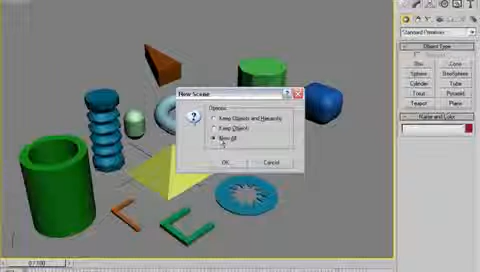 Standard Primitives
Object Type
Box
Cone
Sphere
GeoSphere
Cylinder
Tube
Torus
Pyramid
Teapot
Plane
Name and Color
New Scene
Options
Keep Objects and Hierarchy
Keep Objects
New All
OK
Cancel
0 / 100